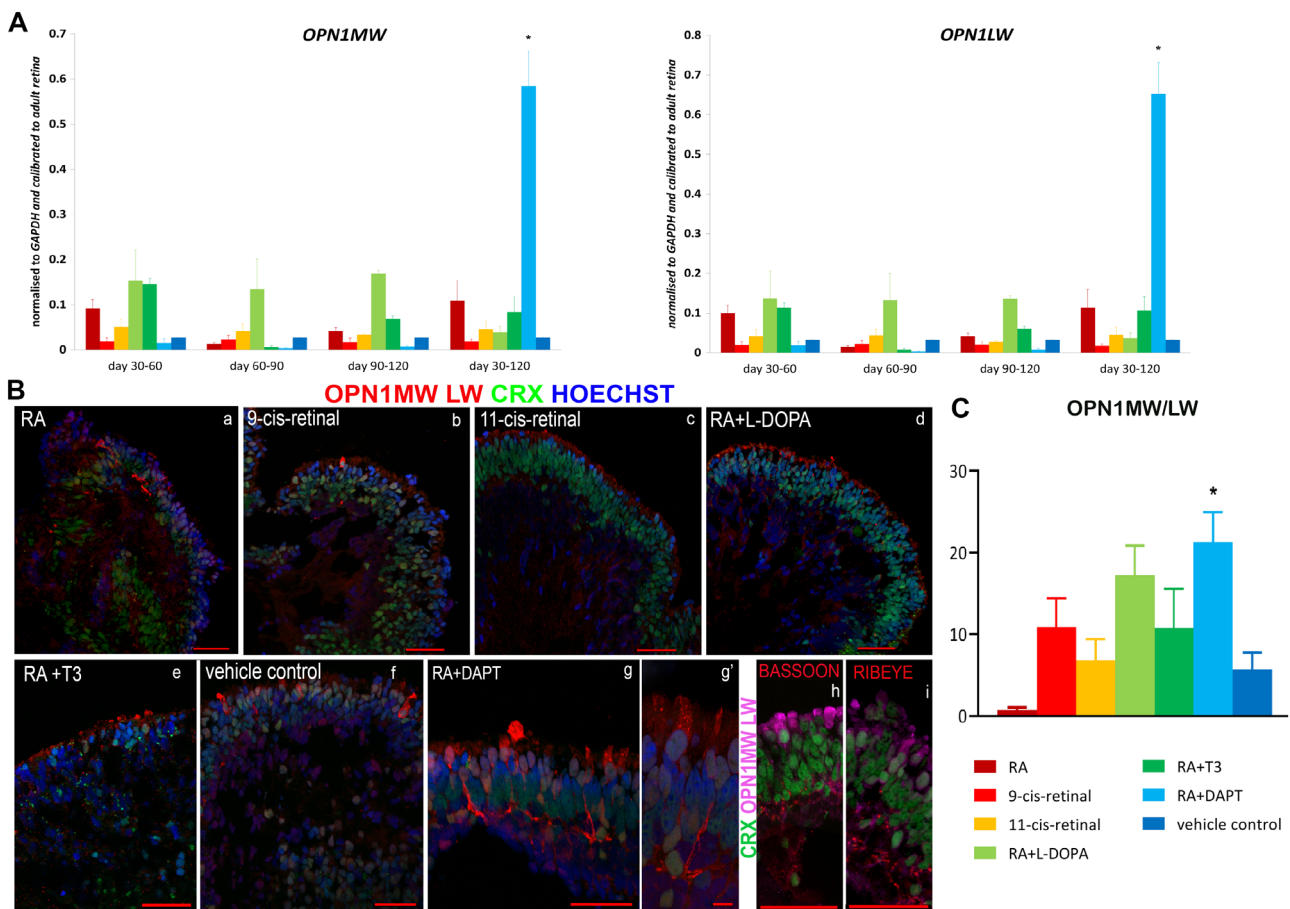 A
OPN1MW
*
normalised to GAPDH and calibrated to adult retina
0.7
0.6
0.5
0.4
0.3
0.2
0.1
0
day 30-60
day 60-90
day 90-120
day 30-120
OPN1LW
*
normalised to GAPDH and calibrated to adult retina
0.8
0.7
0.6
0.5
0.4
0.3
0.2
0.1
0
day 30-60
day 60-90
day 90-120
day 30-120
B
OPN1MW LW CRX HOECHST
RA
a
9-cis-retinal
b
11-cis-retinal
c
RA+L-DOPA
d
RA +T3
e
vehicle control
f
RA+DAPT
g
g'
CRX OPN1MW LW
BASSOON
h
RIBEYE
i
C
OPN1MW/LW
30
20
10
0
*
RA
9-cis-retinal
11-cis-retinal
RA+L-DOPA
RA+T3
RA+DAPT
vehicle control